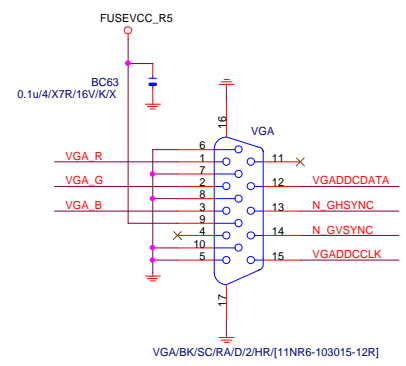 FUSEVCC_R5
BC63
0.1u/4/X7R/16V/K/X
16
VGA
6
VGA_R
1
11
7
VGA_G
2
12
VGADDCDATA
8
VGA_B
3
13
N_GHSYNC
9
4
14
N_GVSYNC
10
5
15
VGADDCCLK
17
VGA/BK/SC/RA/D/2/HR/[11NR6-103015-12R]